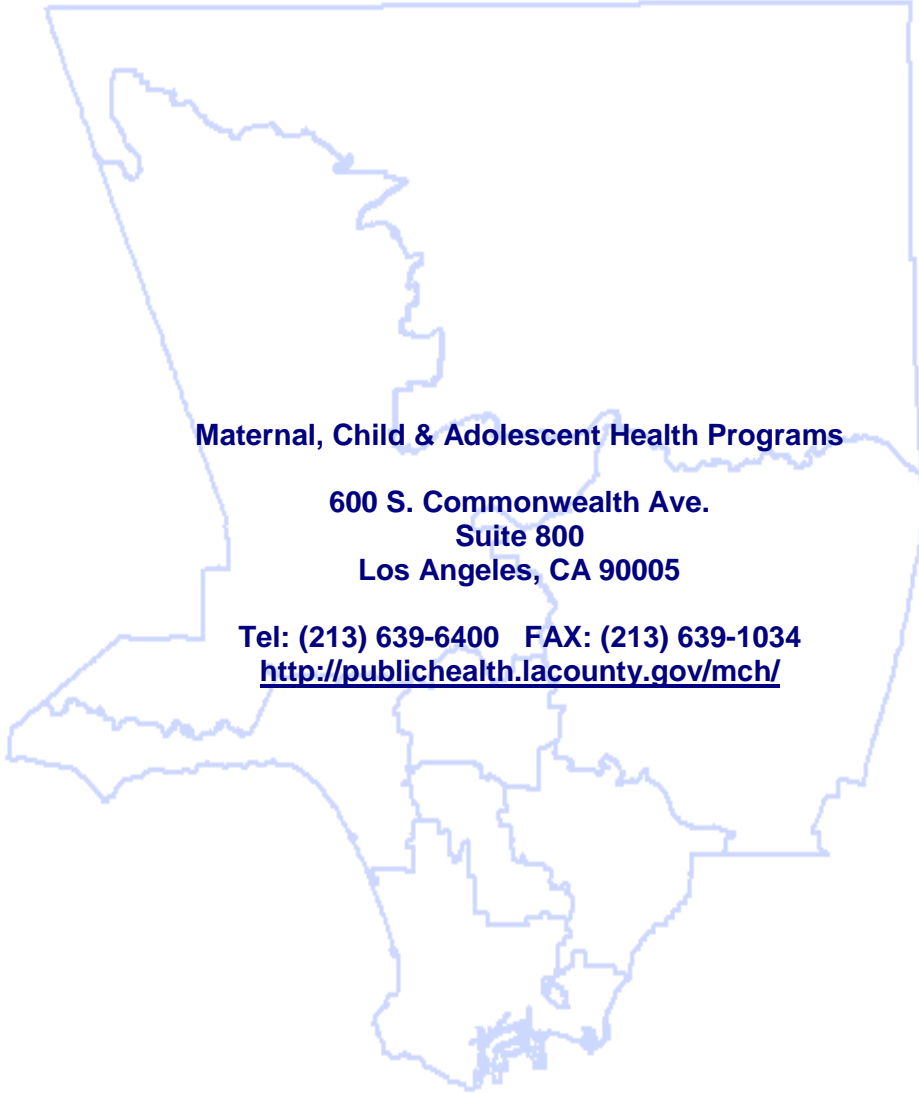 Maternal, Child & Adolescent Health Programs
600 S. Commonwealth Ave.
Suite 800
Los Angeles, CA 90005
Tel: (213) 639-6400 FAX: (213) 639-1034
http://publichealth.lacounty.gov/mch/